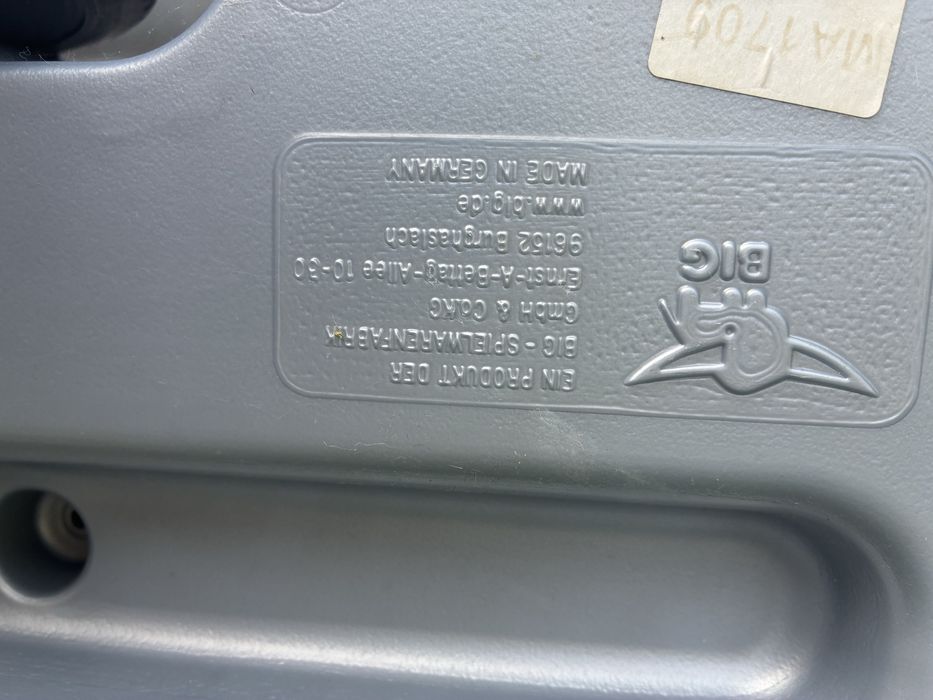 EIN PRODUKT DER
BIG - SPIELWARENFABRIK
GmbH & Co.KG
Ernst-A-Bettag-Allee 10-30
96152 Burghaslach
www.big.de
MADE IN GERMANY
BIG